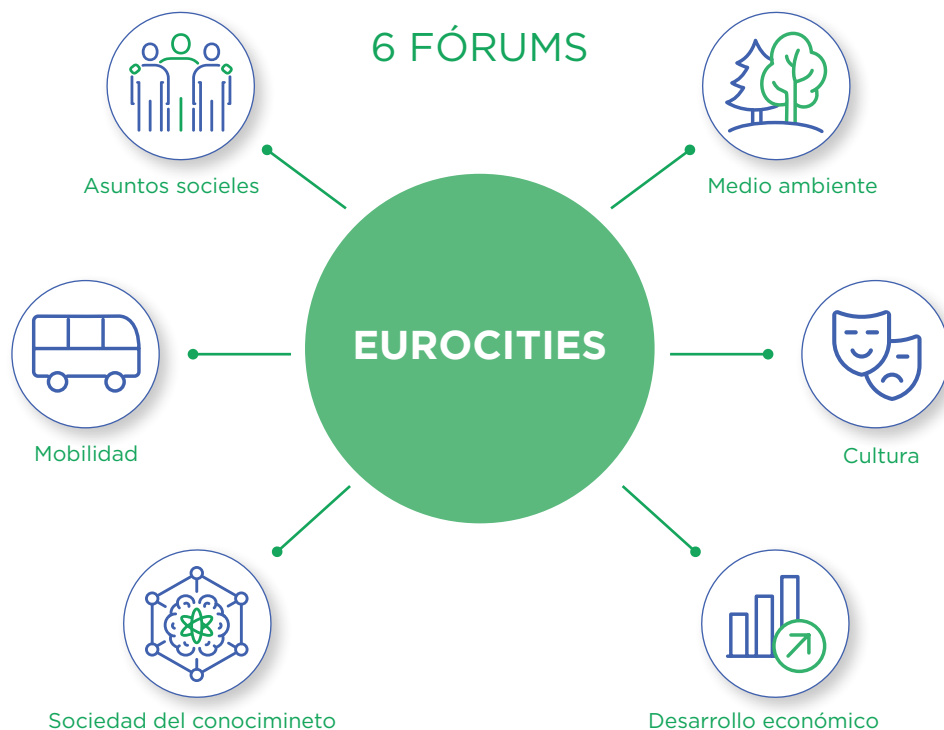 6 FÓRUMS
Asuntos socieles
Medio ambiente
EUROCITIES
Mobilidad
Cultura
Sociedad del conocimineto
Desarrollo económico